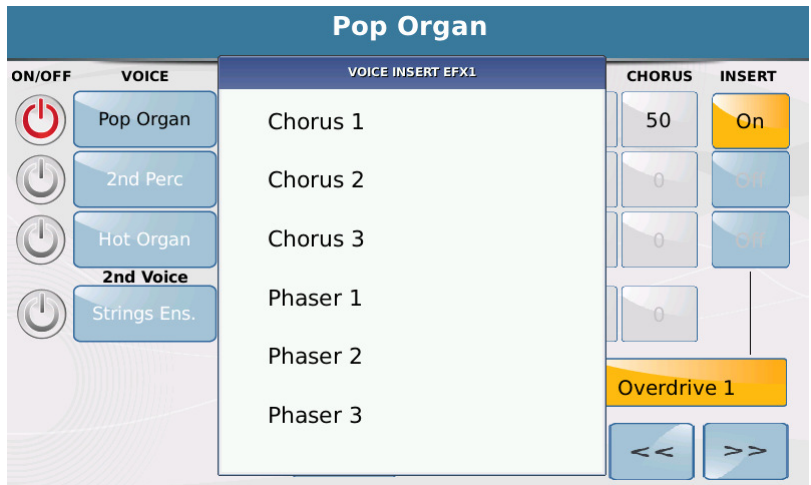 Pop Organ
ON/OFF VOICE VOICE INSERT EFX1 CHORUS INSERT
Pop Organ Chorus 1 50 On
2nd Perc Chorus 2 0 Off
Hot Organ Chorus 3 0 Off
2nd Voice
Strings Ens. Phaser 1 0
Phaser 2
Overdrive 1
Phaser 3
<< >>